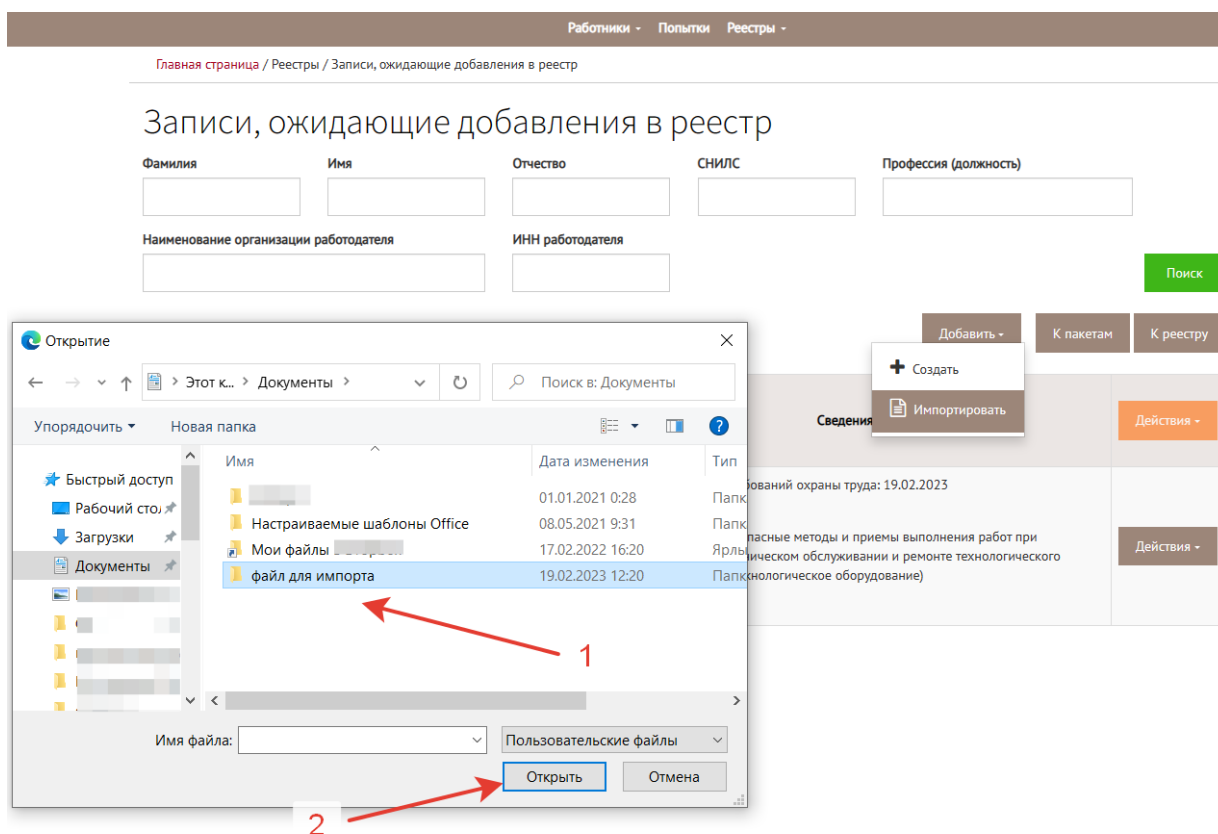 Работники Попытки Реестры
Главная страница / Реестры / Записи, ожидающие добавления в реестр
Записи, ожидающие добавления в реестр
Фамилия Имя Отчество СНИЛС Профессия (должность)
Наименование организации работодателя ИНН работодателя
Поиск
Добавить К пакетам К реестру
Создать
Импортировать
Сведения Действия
Открытие
Этот к... > Документы > Поиск в: Документы
Упорядочить Новая папка
Имя Дата изменения Тип
Быстрый доступ
Рабочий сто
Загрузки
Документы
01.01.2021 0:28 Папк
Настраиваемые шаблоны Office 08.05.2021 9:31 Папк
Мои файлы 17.02.2022 16:20 Ярлы
файл для импорта 19.02.2023 12:20 Папк
ований охраны труда: 19.02.2023
пасные методы и приемы выполнения работ при
ническом обслуживании и ремонте технологического
хнологическое оборудование)
Действия
1
Имя файла: Пользовательские файлы
Открыть Отмена
2